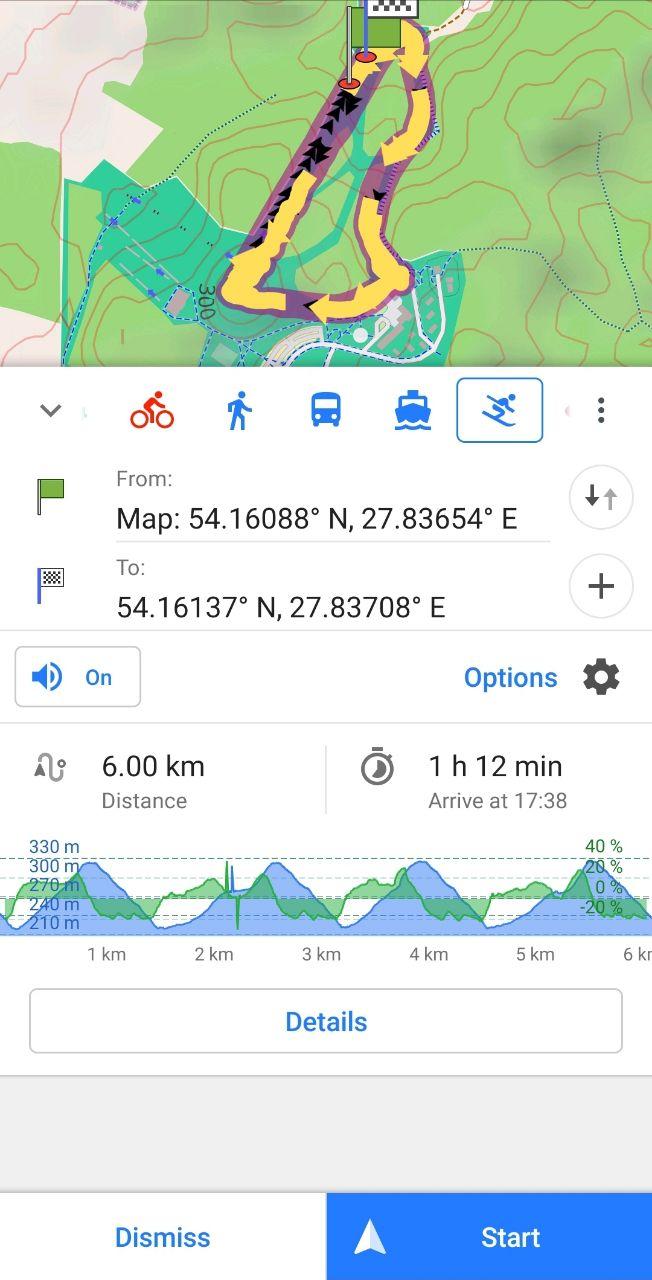 300
From:
Map: 54.16088° N, 27.83654° E
To:
54.16137° N, 27.83708° E
On
Options
6.00 km
1 h 12 min
Distance
Arrive at 17:38
330 m
40 %
300 m
20 %
270 m
0 %
240 m
-20 %
210 m
1 km 2 km 3 km 4 km 5 km 6 k
Details
Dismiss
Start